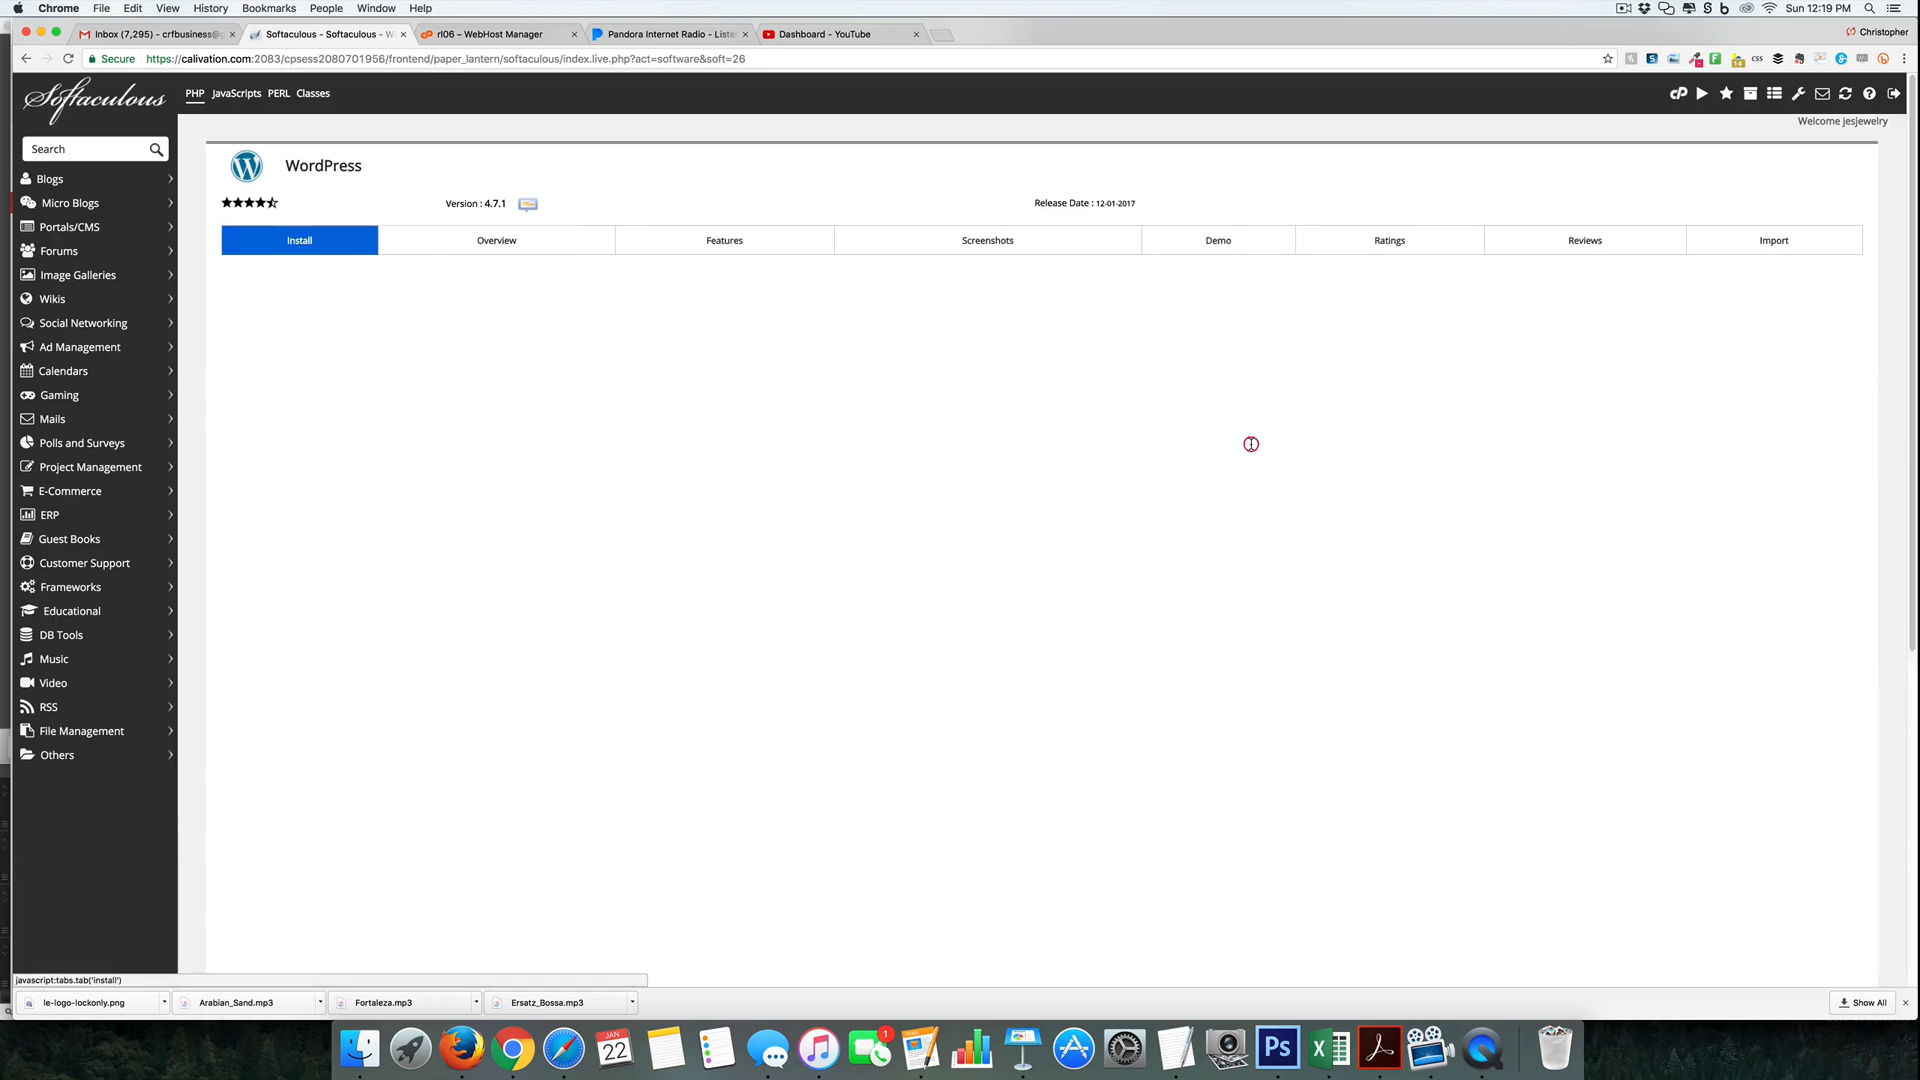 Chrome File Edit View History Bookmarks People Window Help Sun 12:19 PM
Inbox (7,295) - crfbusiness@g Softaculous - Softaculous - W rl06 – WebHost Manager Pandora Internet Radio - Liste Dashboard - YouTube Christopher
Secure https://calivation.com:2083/cpsess2080701956/frontend/paper_lantern/softaculous/index.live.php?act=software&soft=26
Softaculous PHP JavaScripts PERL Classes
Welcome jesjewelry
Search
WordPress
Version : 4.7.1 Release Date : 12-01-2017
Install Overview Features Screenshots Demo Ratings Reviews Import
Blogs
Micro Blogs
Portals/CMS
Forums
Image Galleries
Wikis
Social Networking
Ad Management
Calendars
Gaming
Mails
Polls and Surveys
Project Management
E-Commerce
ERP
Guest Books
Customer Support
Frameworks
Educational
DB Tools
Music
Video
RSS
File Management
Others
javascript:tabs.tab('install')
le-logo-lockonly.png Arabian_Sand.mp3 Fortaleza.mp3 Ersatz_Bossa.mp3 Show All
JAN
22
1
Ps